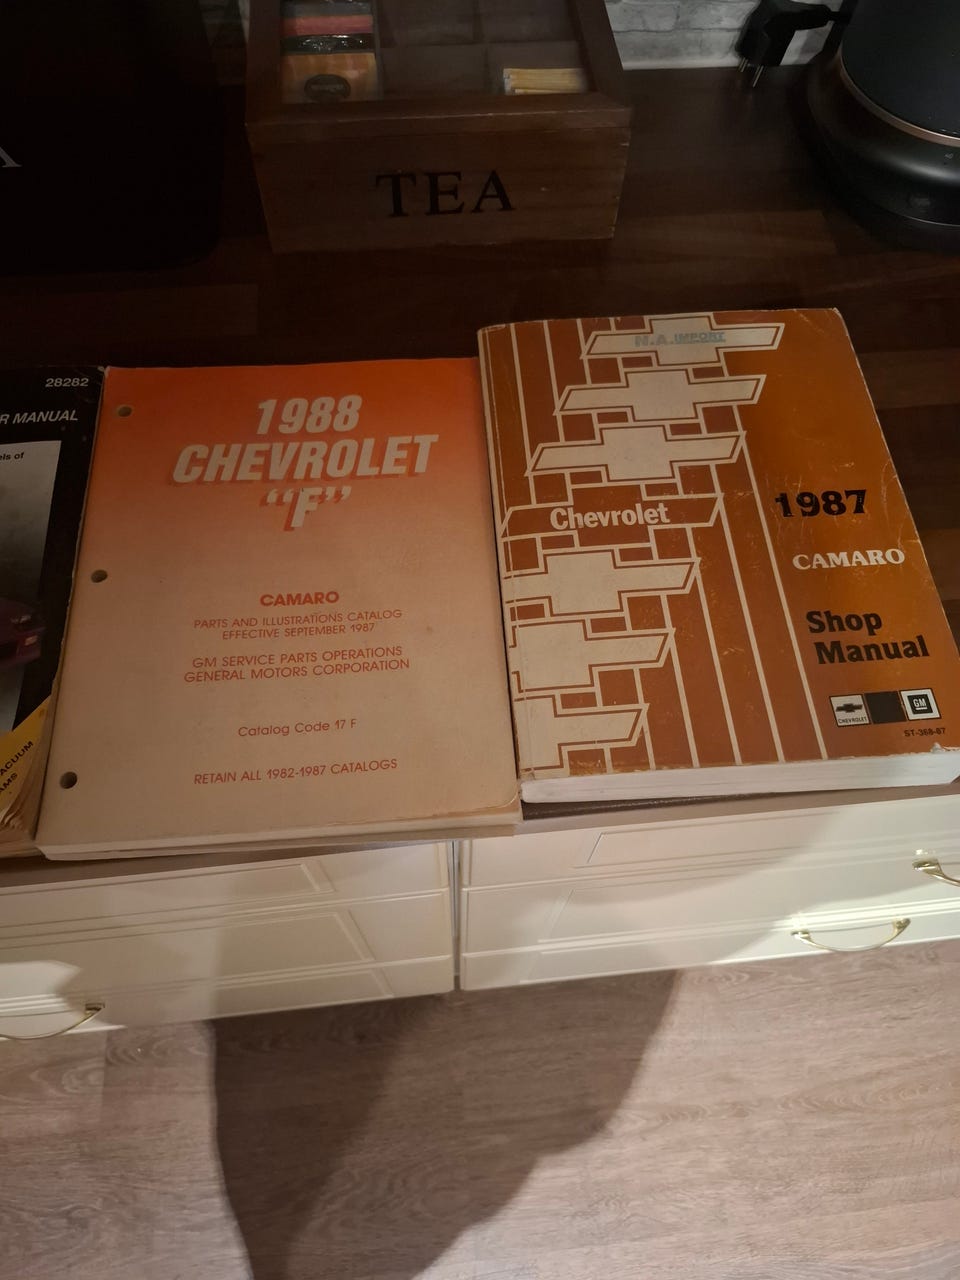 TEA
28282
R MANUAL
els of
ACUUM
AMS
1988
CHEVROLET
"F"
CAMARO
PARTS AND ILLUSTRATIONS CATALOG
EFFECTIVE SEPTEMBER 1987
GM SERVICE PARTS OPERATIONS
GENERAL MOTORS CORPORATION
Catalog Code 17 F
RETAIN ALL 1982-1987 CATALOGS
N.A. IMPORT
Chevrolet
1987
CAMARO
Shop
Manual
CHEVROLET
GM
ST-368-87